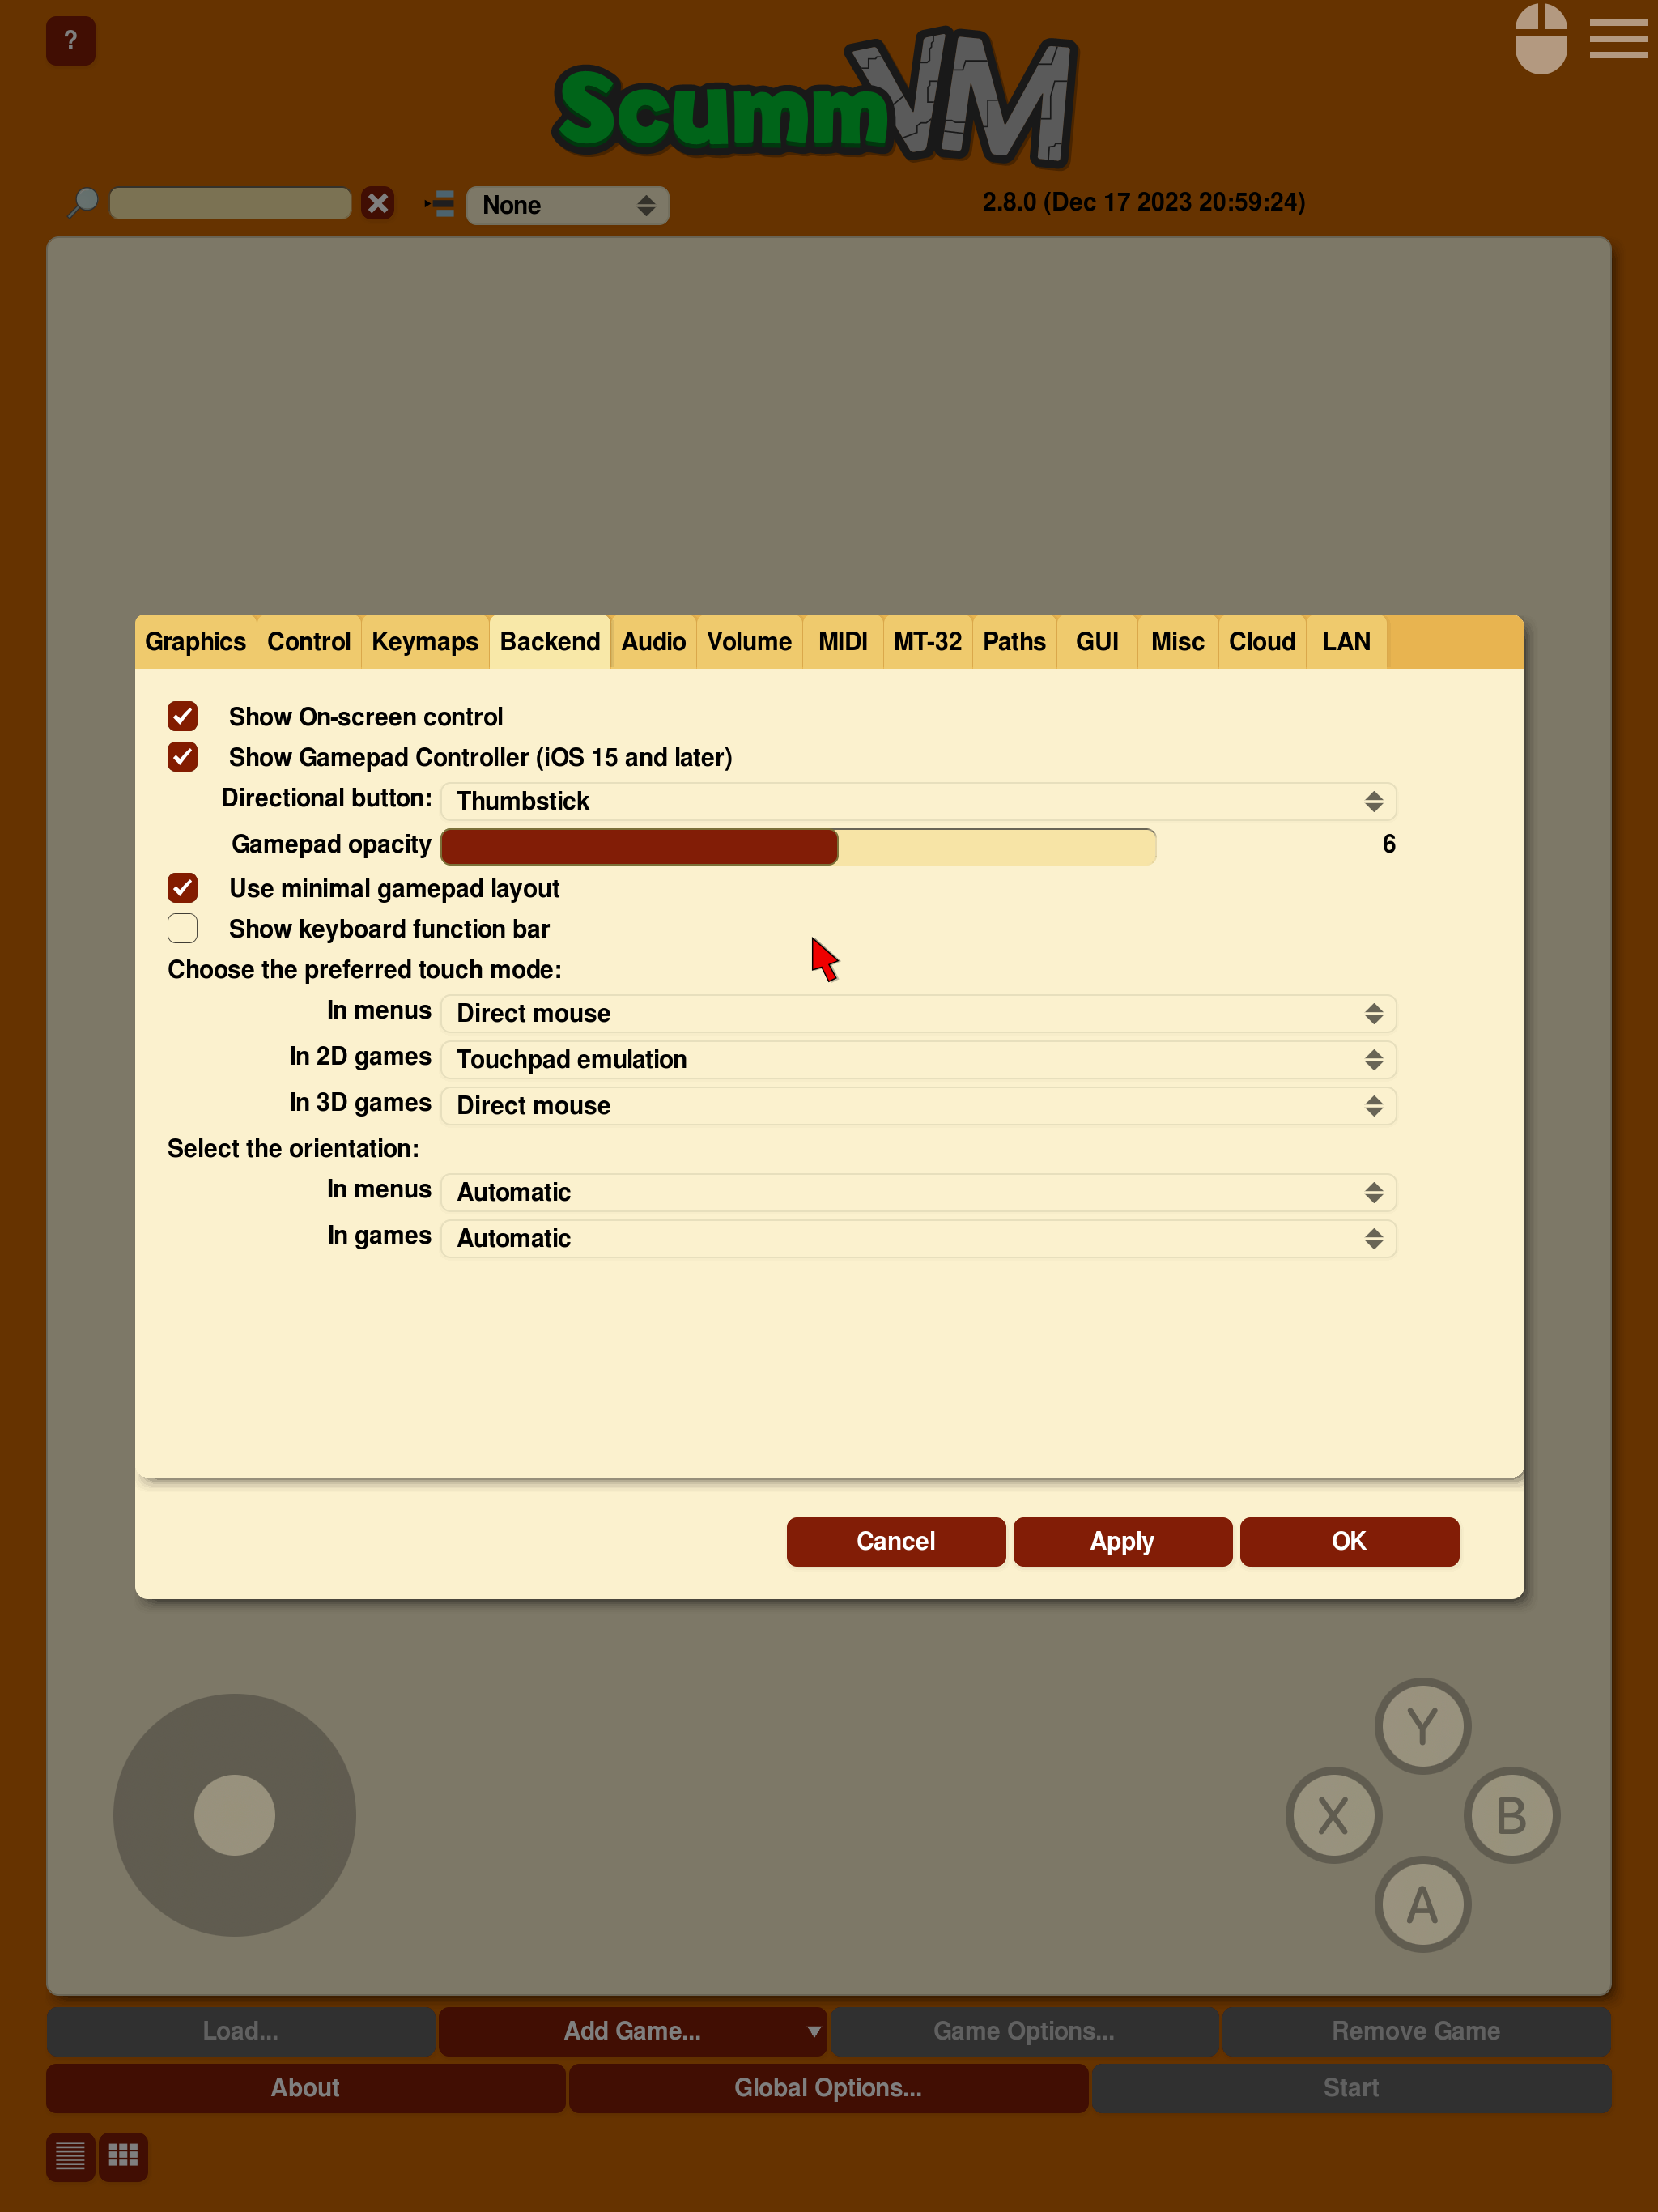 ?
ScummVM
None
2.8.0 (Dec 17 2023 20:59:24)
Graphics Control Keymaps Backend Audio Volume MIDI MT-32 Paths GUI Misc Cloud LAN
Show On-screen control
Show Gamepad Controller (iOS 15 and later)
Directional button: Thumbstick
Gamepad opacity 6
Use minimal gamepad layout
Show keyboard function bar
Choose the preferred touch mode:
In menus Direct mouse
In 2D games Touchpad emulation
In 3D games Direct mouse
Select the orientation:
In menus Automatic
In games Automatic
Cancel Apply OK
Y
X B
A
Load... Add Game... Game Options... Remove Game
About Global Options... Start